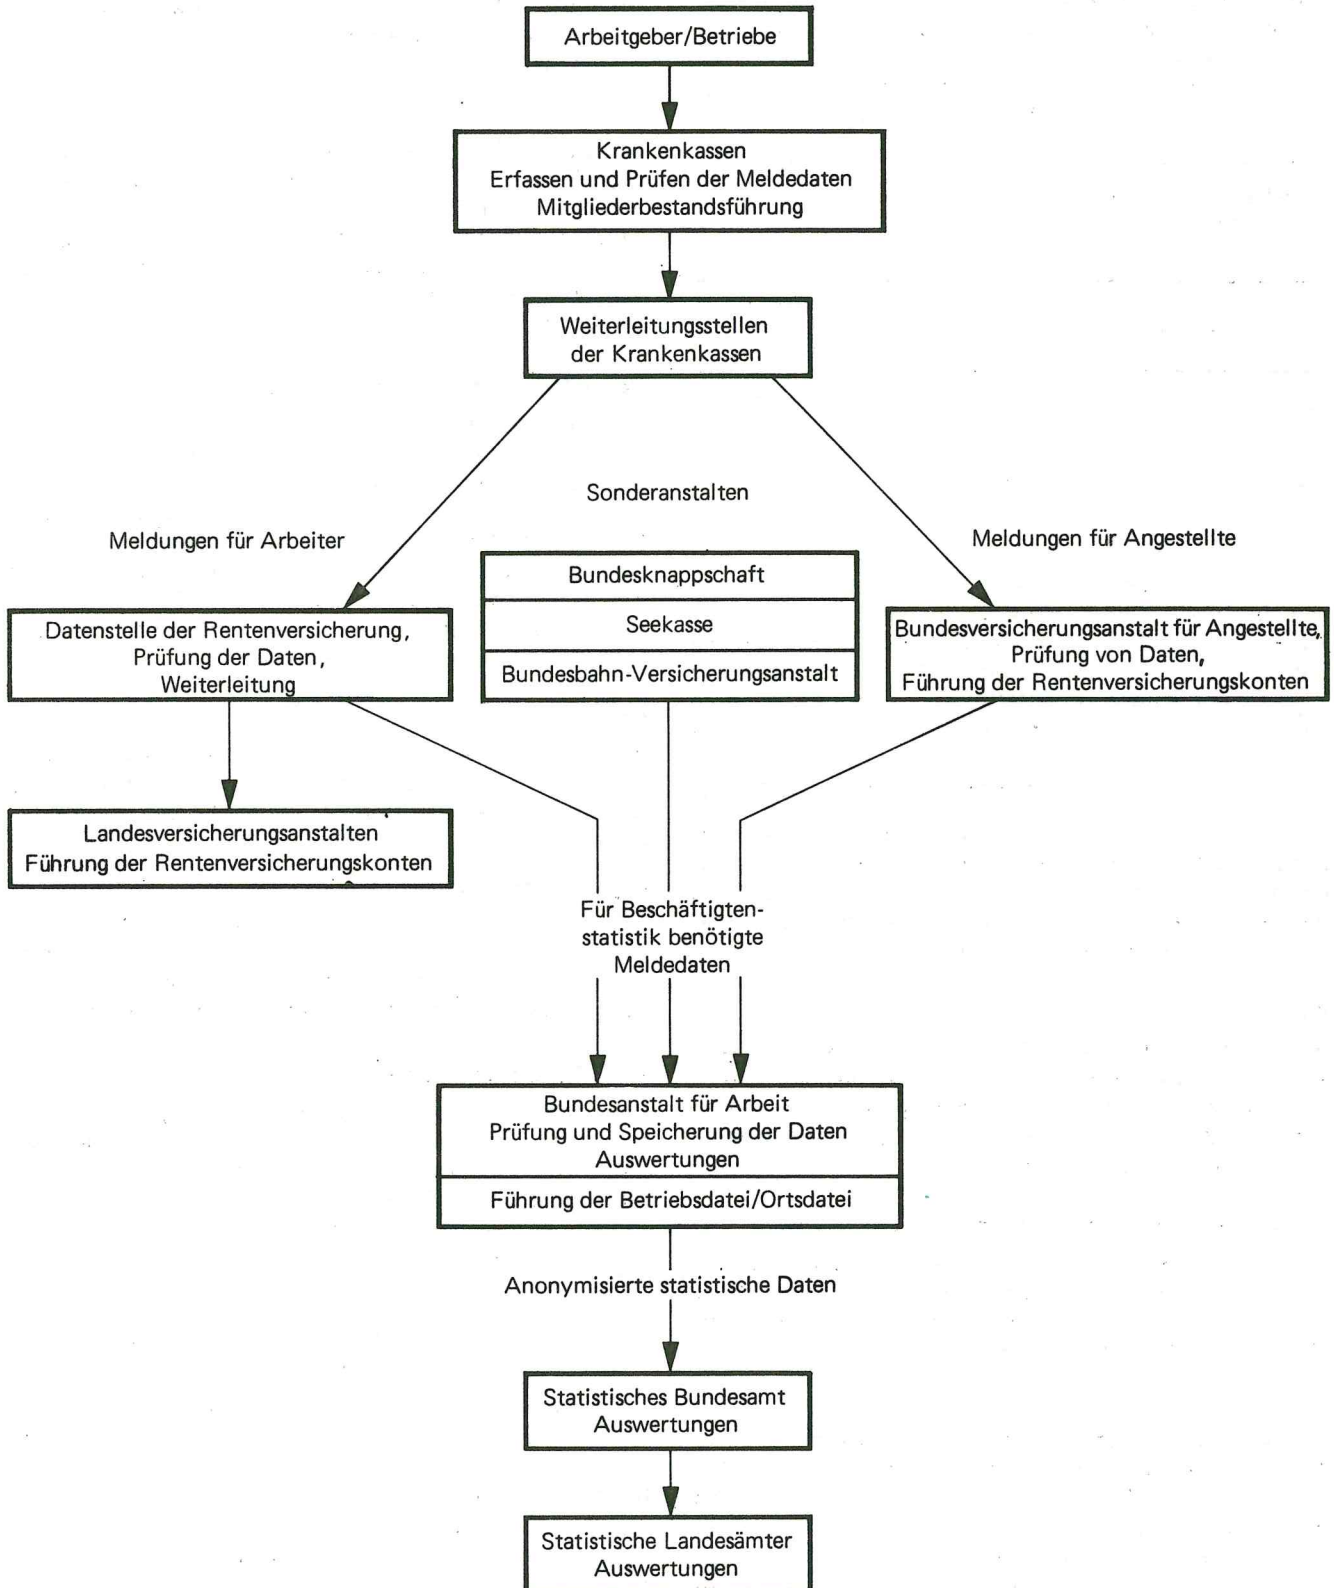 Arbeitgeber/Betriebe
Krankenkassen
Erfassen und Prüfen der Meldedaten
Mitgliederbestandsführung
Weiterleitungsstellen
der Krankenkassen
Sonderanstalten
Meldungen für Arbeiter
Meldungen für Angestellte
Bundesknappschaft
Seekasse
Bundesbahn-Versicherungsanstalt
Datenstelle der Rentenversicherung,
Prüfung der Daten,
Weiterleitung
Bundesversicherungsanstalt für Angestellte,
Prüfung von Daten,
Führung der Rentenversicherungskonten
Landesversicherungsanstalten
Führung der Rentenversicherungskonten
Für Beschäftigten-
statistik benötigte
Meldedaten
Bundesanstalt für Arbeit
Prüfung und Speicherung der Daten
Auswertungen
Führung der Betriebsdatei/Ortsdatei
Anonymisierte statistische Daten
Statistisches Bundesamt
Auswertungen
Statistische Landesämter
Auswertungen